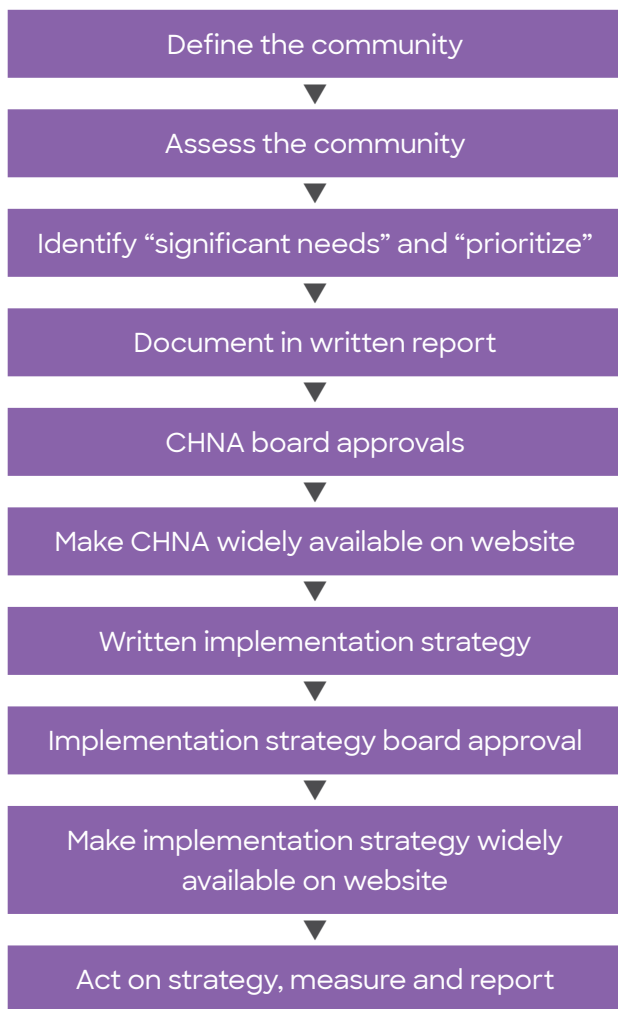 Define the community
Assess the community
Identify “significant needs” and “prioritize”
Document in written report
CHNA board approvals
Make CHNA widely available on website
Written implementation strategy
Implementation strategy board approval
Make implementation strategy widely
available on website
Act on strategy, measure and report